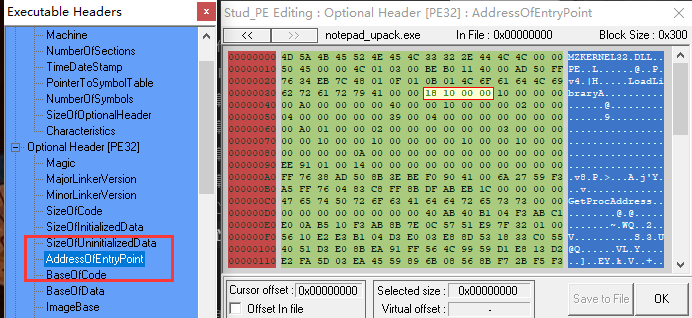 Executable Headers
Machine
NumberOfSections
TimeDateStamp
PointerToSymbolTable
NumberOfSymbols
SizeOfOptionalHeader
Characteristics
Optional Header [PE32]
Magic
MajorLinkerVersion
MinorLinkerVersion
SizeOfCode
SizeOfInitializedData
SizeOfUninitializedData
AddressOfEntryPoint
BaseOfCode
BaseOfData
ImageBase
Stud_PE Editing : Optional Header [PE32] : AddressOfEntryPoint
<< >> notepad_upack.exe In File : 0x00000000 Block Size : 0x300
00000000 4D 5A 4B 45 52 4E 45 4C 33 32 2E 44 4C 4C 00 00 MZKERNEL32.DLL
00000010 50 45 00 00 4C 01 03 00 BE B0 11 40 00 AD 50 FF PE..L......@..P.
00000020 76 34 EB 7C 48 01 0F 01 0B 01 4C 6F 61 64 4C 69 v4.|H.....LoadLi
00000030 62 72 61 72 79 41 00 00 18 10 00 00 10 00 00 00 braryA
00000040 00 A0 00 00 00 00 40 00 00 10 00 00 00 02 00 00
00000050 04 00 00 00 00 00 39 00 04 00 00 00 00 00 00 00
00000060 00 A0 01 00 00 02 00 00 00 00 00 00 02 00 00 00
00000070 00 00 10 00 00 10 00 00 00 00 10 00 00 10 00 00
00000080 00 00 00 00 0A 00 00 00 00 00 00 00 00 00 00 00
00000090 EE 91 01 00 14 00 00 00 00 00 00 00 00 00 00 00
000000A0 FF 76 38 AD 50 8B 3E BE F0 90 41 00 6A 27 59 F3 .v8.P.>...A.j'Y.
000000B0 A5 FF 76 04 83 C8 FF 8B DF AB EB 1C 00 00 00 00
000000C0 47 65 74 50 72 6F 63 41 64 64 72 65 73 73 00 00 GetProcAddress
000000D0 00 00 00 00 00 00 00 00 40 AB 40 B1 04 F3 AB C1
000000E0 E0 0A B5 10 F3 AB 8B 7E 0C 57 51 E9 7F 32 01 00
000000F0 56 10 E2 E3 B1 04 D3 E0 03 E8 8D 53 18 33 C0 55
00000100 40 51 D3 E0 8B EA 91 FF 56 4C 99 59 D1 E8 13 D2
00000110 E2 FA 5D 03 EA 45 59 89 6B 08 56 8B F7 2B F5 F3
Cursor offset : 0x00000000
Offset In file
Selected size : 0x00000000
Virtual offset : -
Save to File
OK